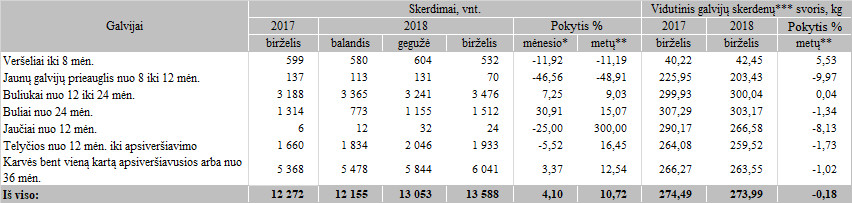 Galvijai Skerdimai, vnt. Vidutinis galvijų skerdenų*** svoris, kg
2017 2018 Pokytis % 2017 2018 Pokytis %
birželis balandis gegužė birželis mėnesio* metų** birželis birželis metų**
Veršeliai iki 8 mėn. 599 580 604 532 -11,92 -11,19 40,22 42,45 5,53
Jaunų galvijų prieauglis nuo 8 iki 12 mėn. 137 113 131 70 -46,56 -48,91 225,95 203,43 -9,97
Buliukai nuo 12 iki 24 mėn. 3 188 3 365 3 241 3 476 7,25 9,03 299,93 300,04 0,04
Buliai nuo 24 mėn. 1 314 773 1 155 1 512 30,91 15,07 307,29 303,17 -1,34
Jaučiai nuo 12 mėn. 6 12 32 24 -25,00 300,00 290,17 266,58 -8,13
Telyčios nuo 12 mėn. iki apsiveršiavimo 1 660 1 834 2 046 1 933 -5,52 16,45 264,08 259,52 -1,73
Karvės bent vieną kartą apsiveršiavusios arba nuo
36 mėn. 5 368 5 478 5 844 6 041 3,37 12,54 266,27 263,55 -1,02
Iš viso: 12 272 12 155 13 053 13 588 4,10 10,72 274,49 273,99 -0,18